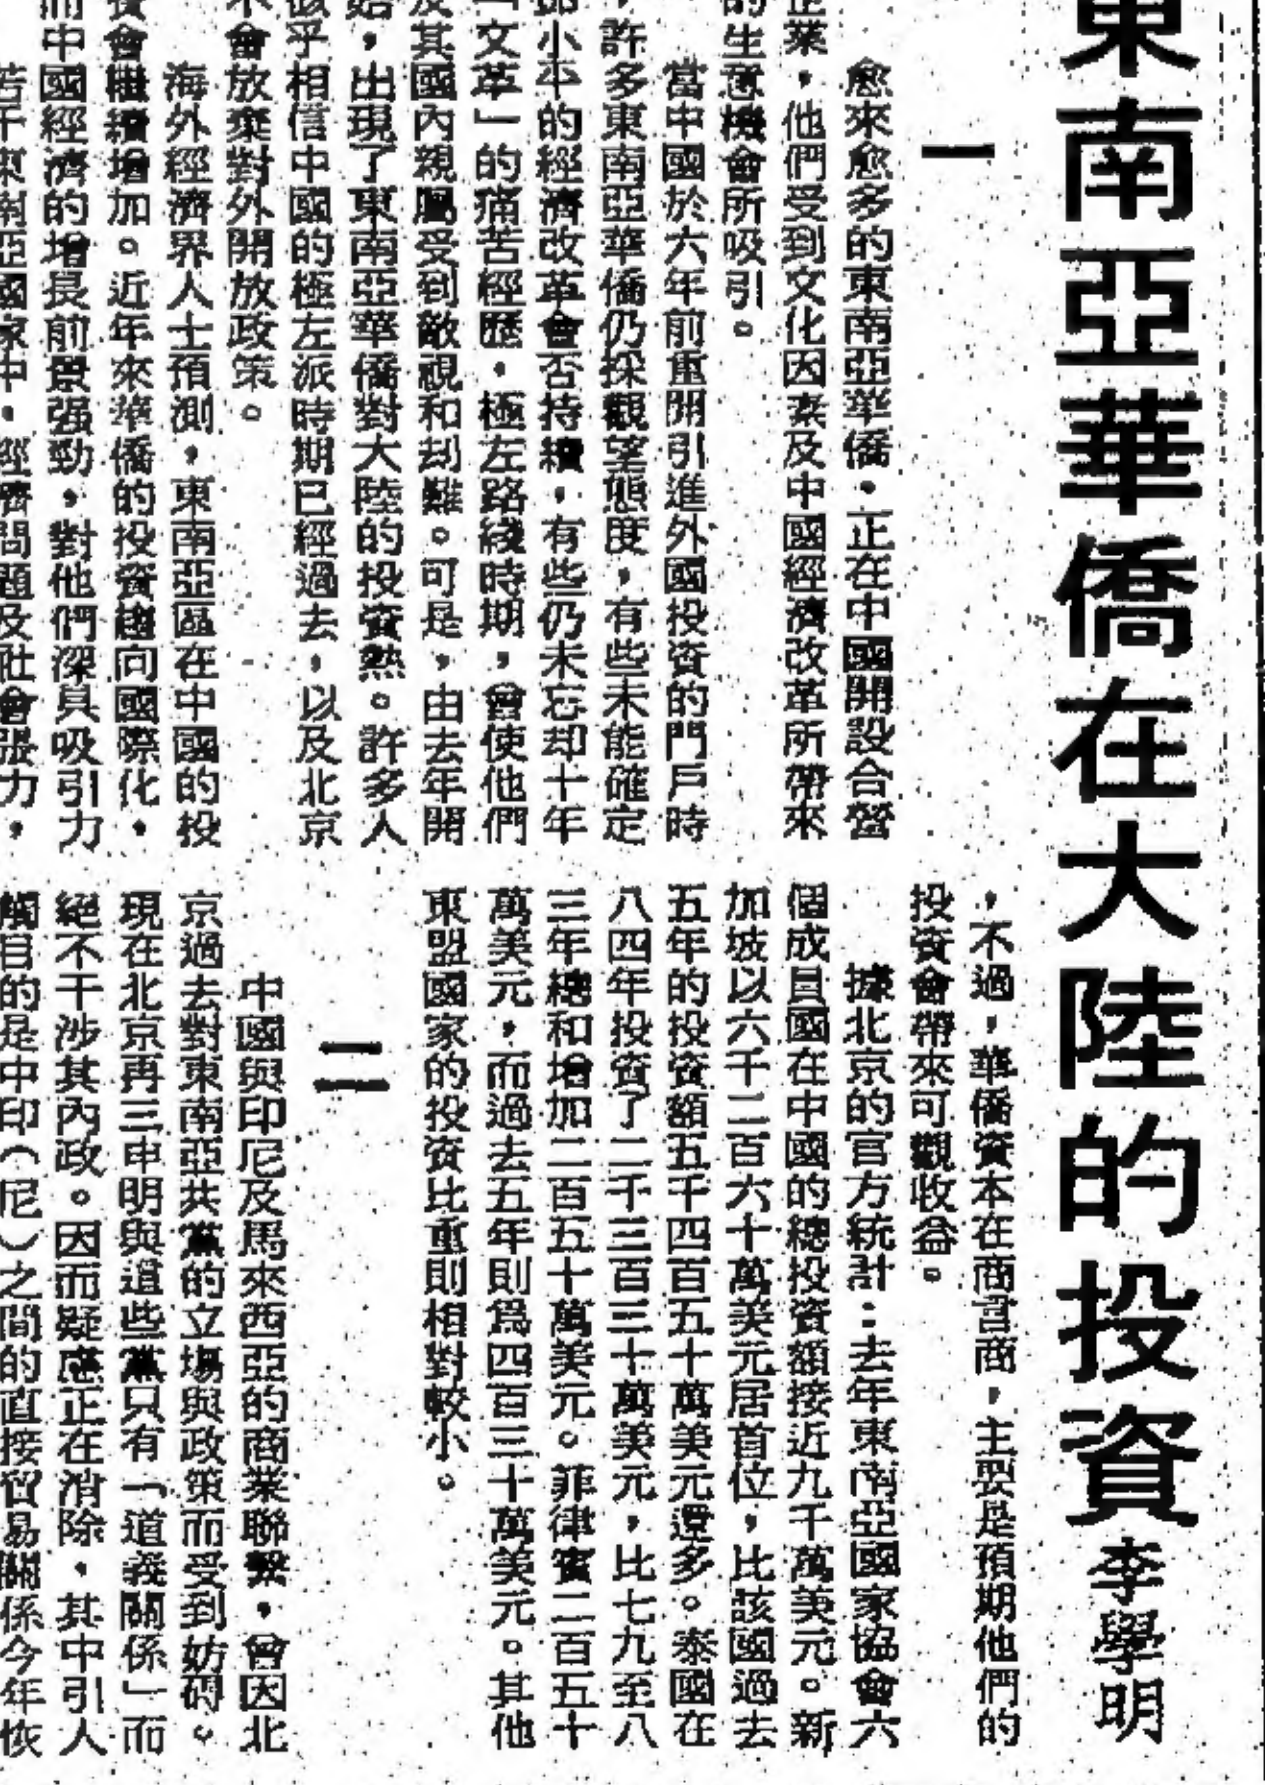 東南亞華僑在大陸的投資
李學明
一
愈來愈多的東南亞華僑,正在中國開設合營
企業,他們受到文化因素及中國經濟改革所帶來
的生意機會所吸引。
當中國於六年前重開引進外國投資的門戶時
,許多東南亞華僑仍採觀望態度,有些未能確定
鄧小平的經濟改革會否持續,有些仍未忘却十年
「文革」的痛苦經歷,極左路綫時期,曾使他們
及其國內親屬受到敵視和刦難。可是,由去年開
始,出現了東南亞華僑對大陸的投資熱。許多人
似乎相信中國的極左派時期已經過去,以及北京
不會放棄對外開放政策。
海外經濟界人士預測,東南亞區在中國的投
資會繼續增加。近年來華僑的投資趨向國際化,
而中國經濟的增長前景强勁,對他們深具吸引力
若干東南亞國家中,經濟問題及社會張力,
,不過,華僑資本在商言商,主要是預期他們的
投資會帶來可觀收益。
據北京的官方統計:去年東南亞國家協會六
個成員國在中國的總投資額接近九千萬美元。新
加坡以六千二百六十萬美元居首位,比該國過去
五年的投資額五千四百五十萬美元還多。泰國在
八四年投資了二千三百三十萬美元,比七九至八
三年總和增加二百五十萬美元。菲律賓二百五十
萬美元,而過去五年則爲四百三十萬美元。其他
東盟國家的投資比重則相對較小。
二
中國與印尼及馬來西亞的商業聯繫,曾因北
京過去對東南亞共黨的立場與政策而受到妨碍。
現在北京再三申明與這些黨只有「道義關係」而
絕不干涉其內政。因而疑慮正在消除,其中引人
觸目的是中印(尼)之間的直接貿易關係今年恢